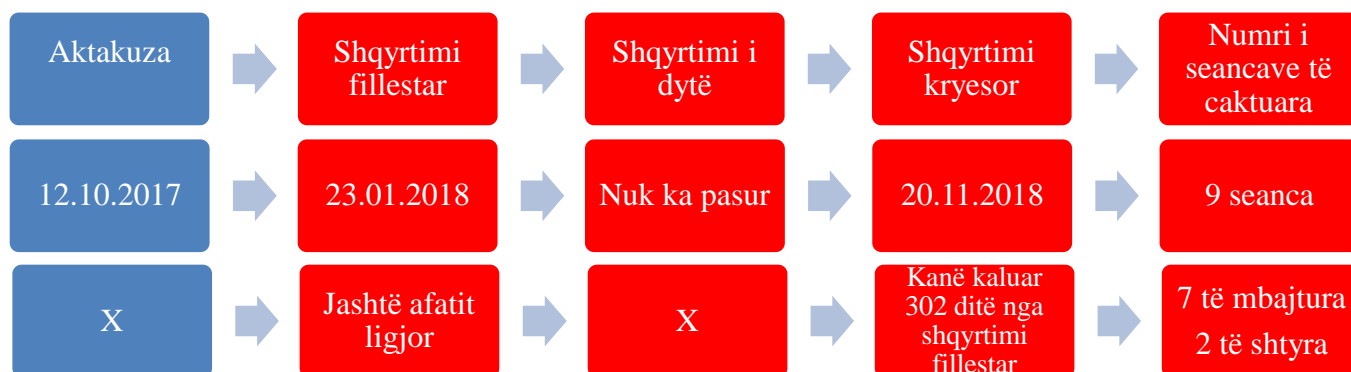 Aktakuza
Shqyrtimi
fillestar
Shqyrtimi i
dytë
Shqyrtimi
kryesor
Numri i
seancave të
caktuara
12.10.2017
23.01.2018
Nuk ka pasur
20.11.2018
9 seanca
X
Jashtë afatit
ligjor
X
Kanë kaluar
302 ditë nga
shqyrtimi
fillestar
7 të mbajtura
2 të shtyra